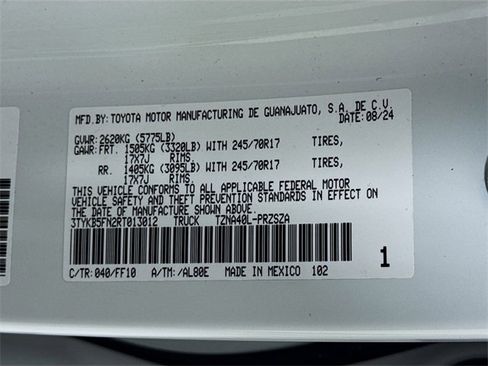 MFD.BY: TOYOTA MOTOR MANUFACTURING DE GUANAJUATO, S.A. DE C.V.
DATE: 08/24
GVWR: 2620KG (5775LB)
GAWR: FRT. 1505KG (3320LB) WITH 245/70R17 TIRES,
17X7J RIMS,
RR. 1405KG (3095LB) WITH 245/70R17 TIRES,
17X7J RIMS,
THIS VEHICLE CONFORMS TO ALL APPLICABLE FEDERAL MOTOR
VEHICLE SAFETY AND THEFT PREVENTION STANDARDS IN EFFECT ON
THE DATE OF MANUFACTURE SHOWN ABOVE.
3TYKB5FN2RT013012 TRUCK TZNA40L-PRZSZA
1
C/TR: 040/FF10 A/TM: /AL80E MADE IN MEXICO 102